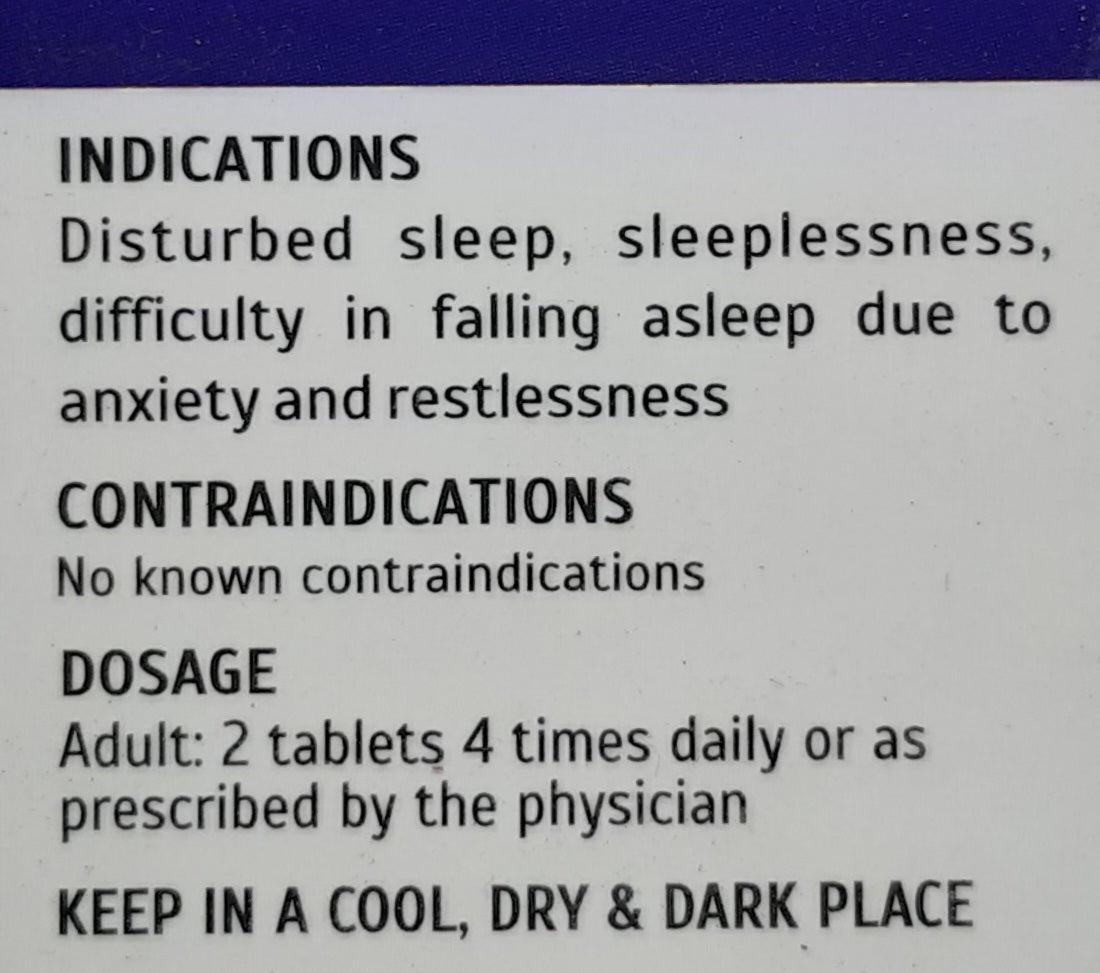 INDICATIONS
Disturbed sleep, sleeplessness,
difficulty in falling asleep due to
anxiety and restlessness
CONTRAINDICATIONS
No known contraindications
DOSAGE
Adult: 2 tablets 4 times daily or as
prescribed by the physician
KEEP IN A COOL, DRY & DARK PLACE